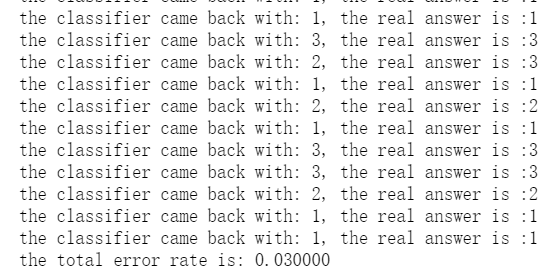 the classifier came back with: 1, the real answer is :1
the classifier came back with: 1, the real answer is :1
the classifier came back with: 3, the real answer is :3
the classifier came back with: 2, the real answer is :3
the classifier came back with: 1, the real answer is :1
the classifier came back with: 2, the real answer is :2
the classifier came back with: 1, the real answer is :1
the classifier came back with: 3, the real answer is :3
the classifier came back with: 3, the real answer is :3
the classifier came back with: 2, the real answer is :2
the classifier came back with: 1, the real answer is :1
the classifier came back with: 1, the real answer is :1
the total error rate is: 0.030000